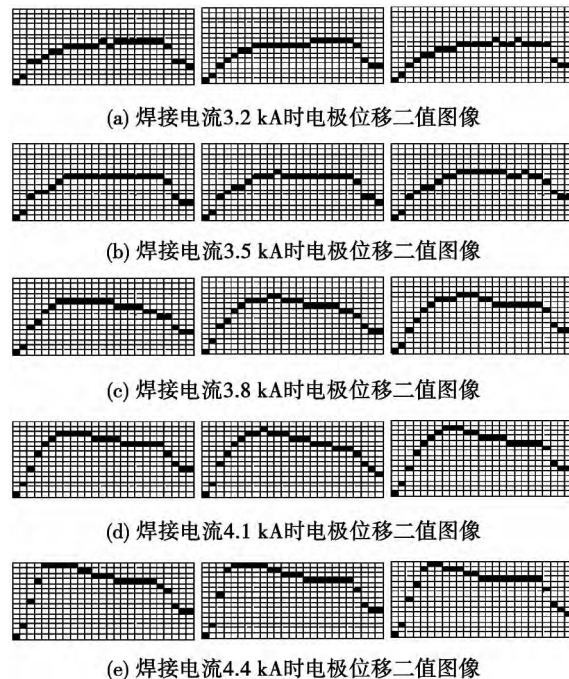 (a) 焊接电流3.2 kA时电极位移二值图像
(b) 焊接电流3.5 kA时电极位移二值图像
(c) 焊接电流3.8 kA时电极位移二值图像
(d) 焊接电流4.1 kA时电极位移二值图像
(e) 焊接电流4.4 kA时电极位移二值图像